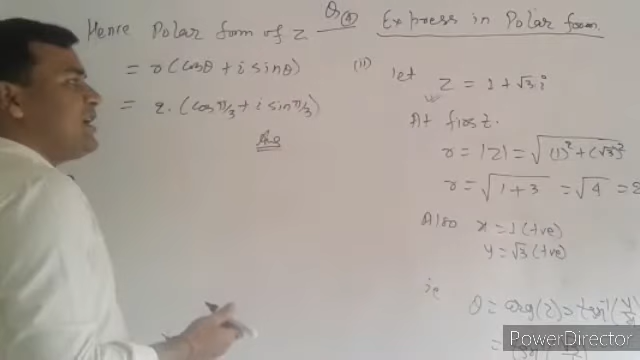 Q(4) Express in Polar form.
(ii) let z = 1 + √3 i
At first.
r = |z| = √(1)² + (√3)²
r = √1 + 3 = √4 = 2
Also x = 1 (+ve)
y = √3 (+ve)
ie
θ = arg(z) = tan⁻¹(y/x)
Hence Polar form of z
= r (cosθ + i sinθ)
= 2. (cos π/3 + i sin π/3)
Ans
PowerDirector